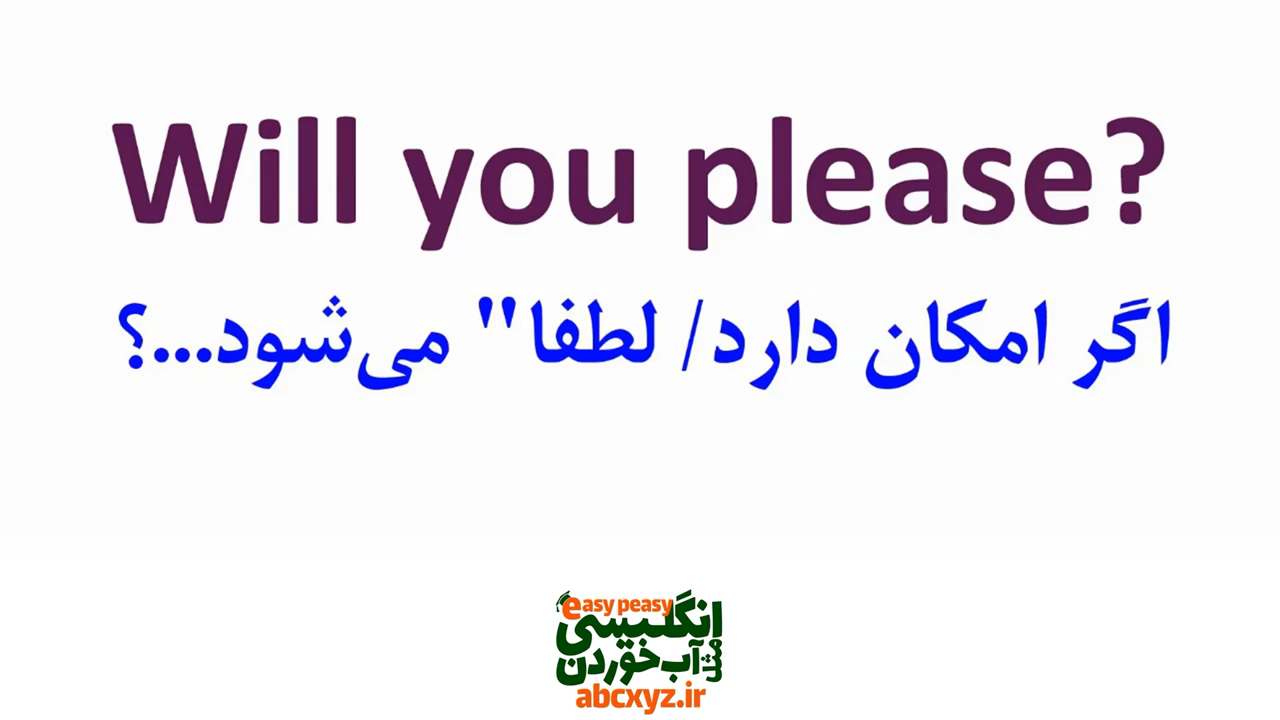 Will you please?
اگر امکان دارد/ لطفا" می‌شود...؟
easy peasy
انگلیسی
مثل آب خوردن
abcxyz.ir